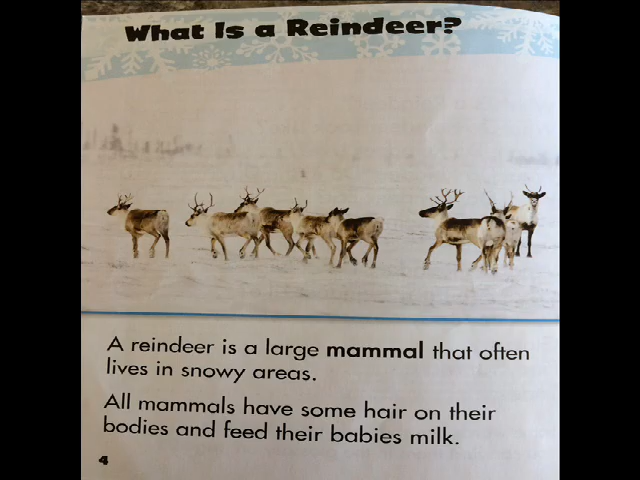 What Is a Reindeer?
A reindeer is a large mammal that often
lives in snowy areas.
All mammals have some hair on their
bodies and feed their babies milk.
4